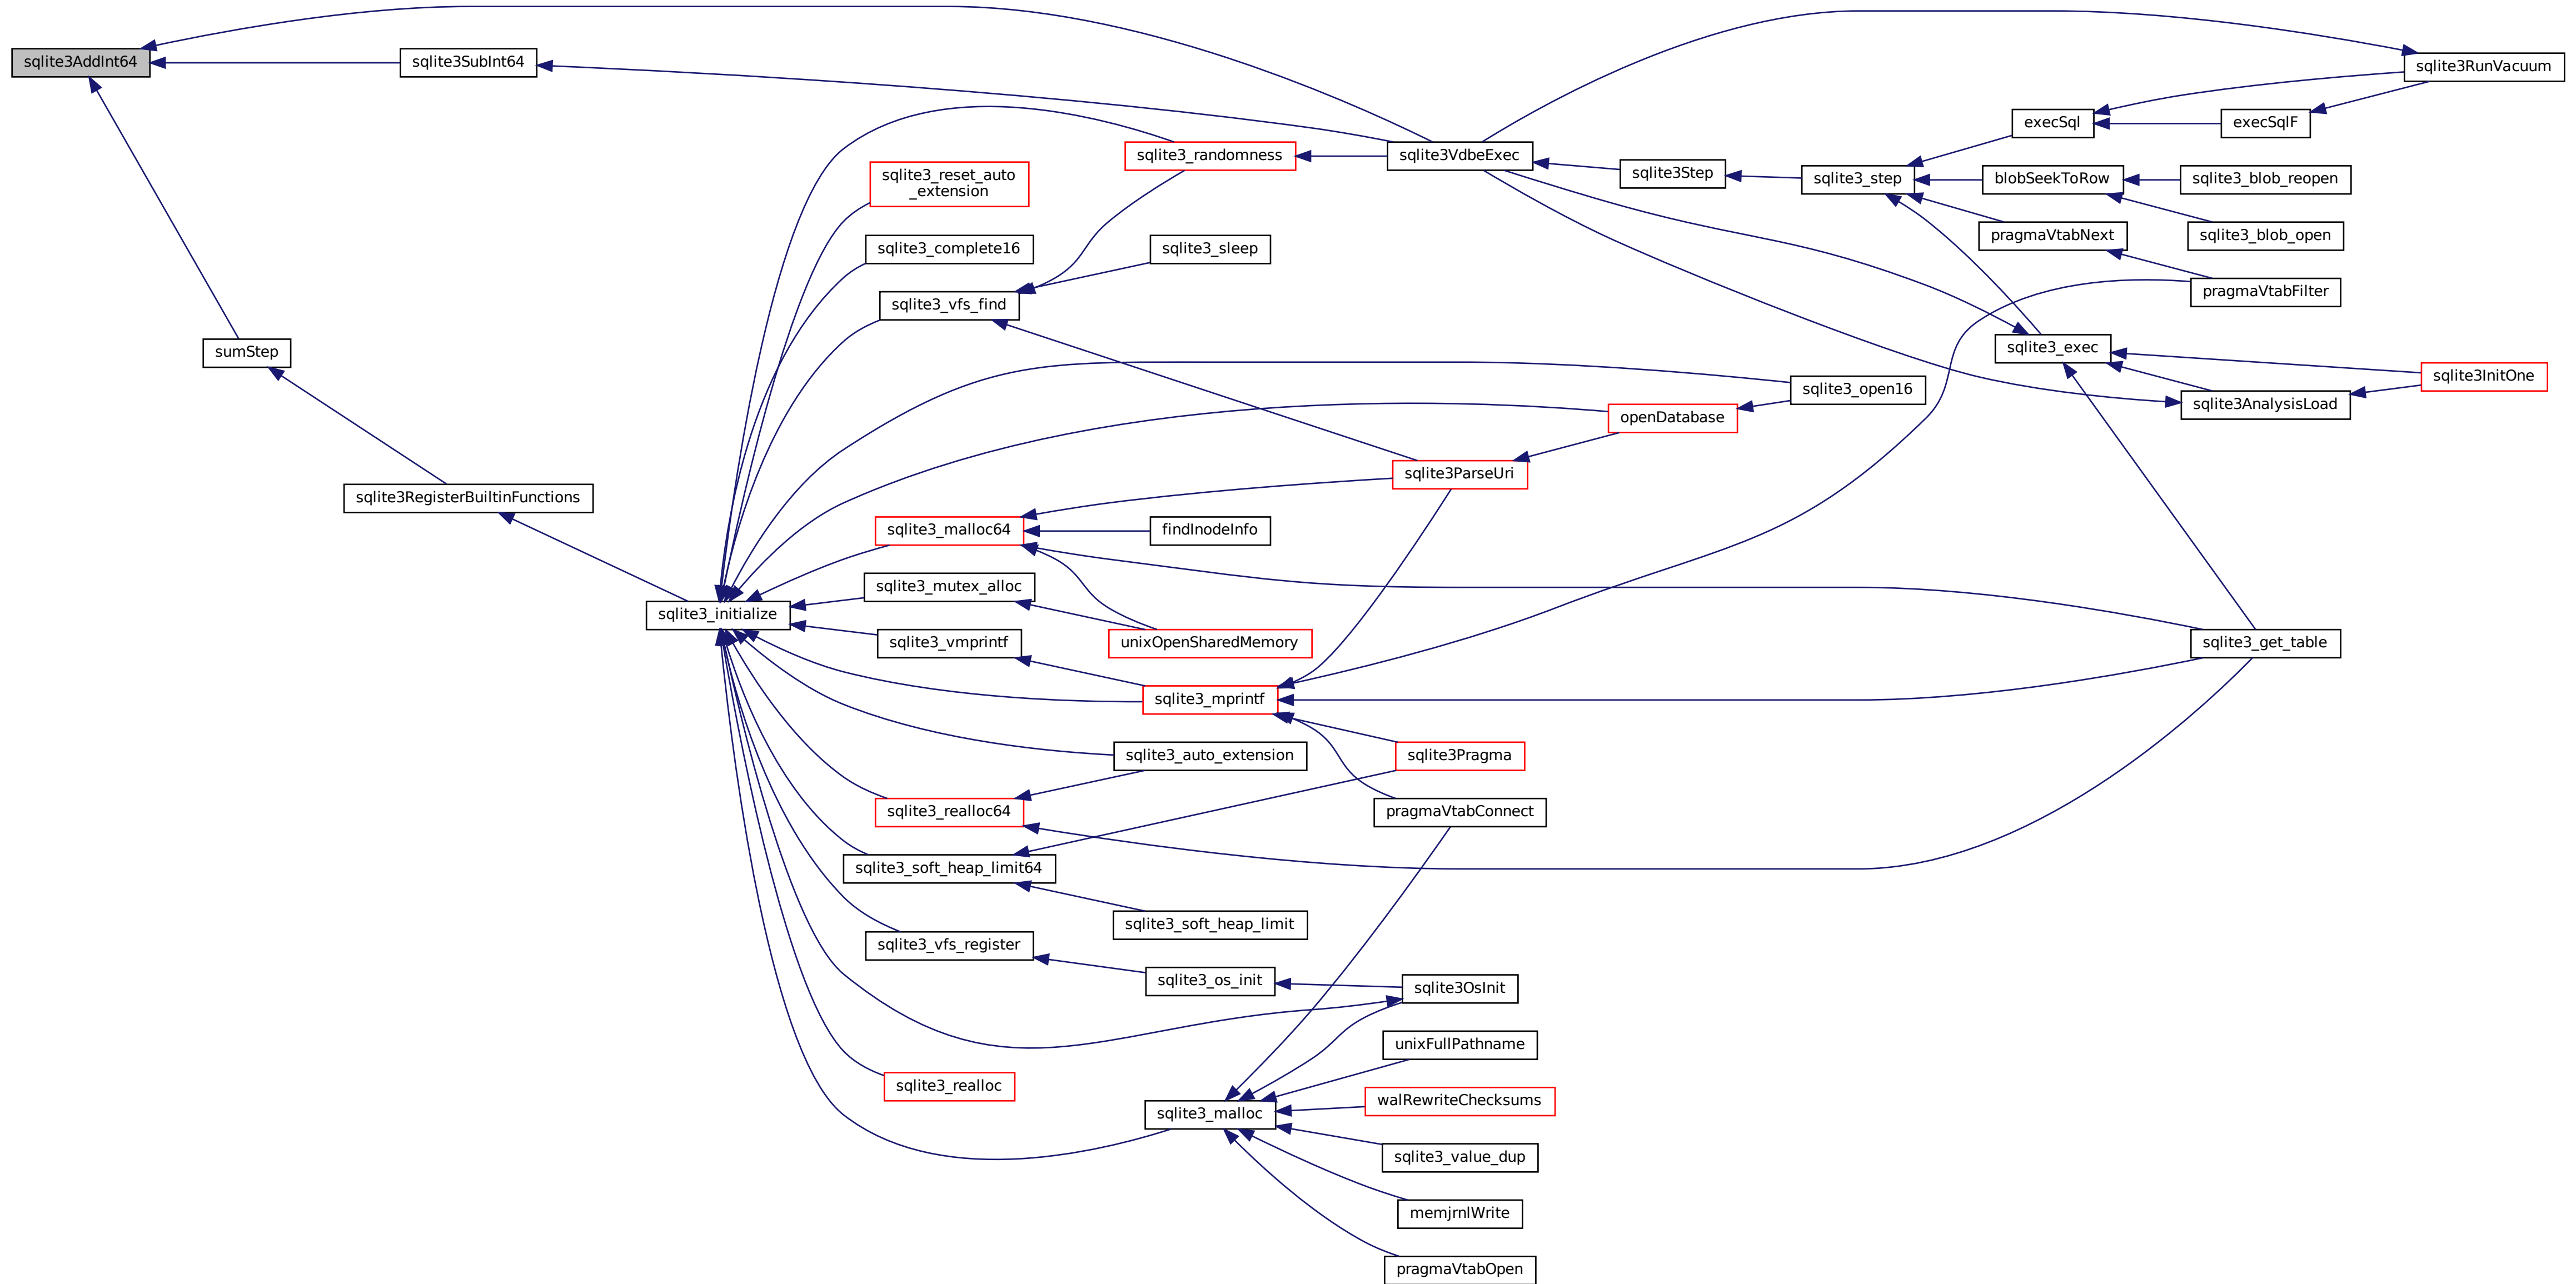 sqlite3AddInt64
sqlite3SubInt64
sumStep
sqlite3RegisterBuiltinFunctions
sqlite3_initialize
sqlite3_reset_auto
_extension
sqlite3_complete16
sqlite3_vfs_find
sqlite3_malloc64
sqlite3_mutex_alloc
sqlite3_vmprintf
sqlite3_realloc64
sqlite3_soft_heap_limit64
sqlite3_vfs_register
sqlite3_realloc
sqlite3_randomness
sqlite3_sleep
findInodeInfo
unixOpenSharedMemory
sqlite3_mprintf
sqlite3_auto_extension
sqlite3_soft_heap_limit
sqlite3_os_init
sqlite3_malloc
sqlite3VdbeExec
sqlite3ParseUri
sqlite3Pragma
pragmaVtabConnect
sqlite3OsInit
unixFullPathname
walRewriteChecksums
sqlite3_value_dup
memjrnlWrite
pragmaVtabOpen
sqlite3Step
openDatabase
sqlite3_step
sqlite3_open16
execSql
blobSeekToRow
pragmaVtabNext
sqlite3_exec
execSqlF
sqlite3_blob_reopen
sqlite3_blob_open
pragmaVtabFilter
sqlite3AnalysisLoad
sqlite3_get_table
sqlite3RunVacuum
sqlite3InitOne